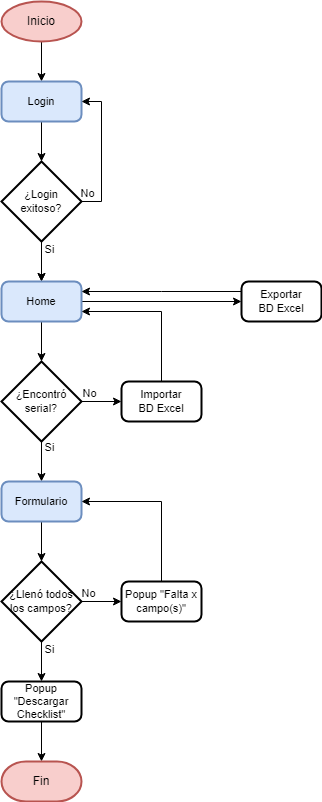 Inicio
Login
¿Login
exitoso?
No
Si
Home
Exportar
BD Excel
¿Encontró
serial?
No
Importar
BD Excel
Si
Formulario
¿Llenó todos
los campos?
No
Popup "Falta x
campo(s)"
Si
Popup
"Descargar
Checklist"
Fin